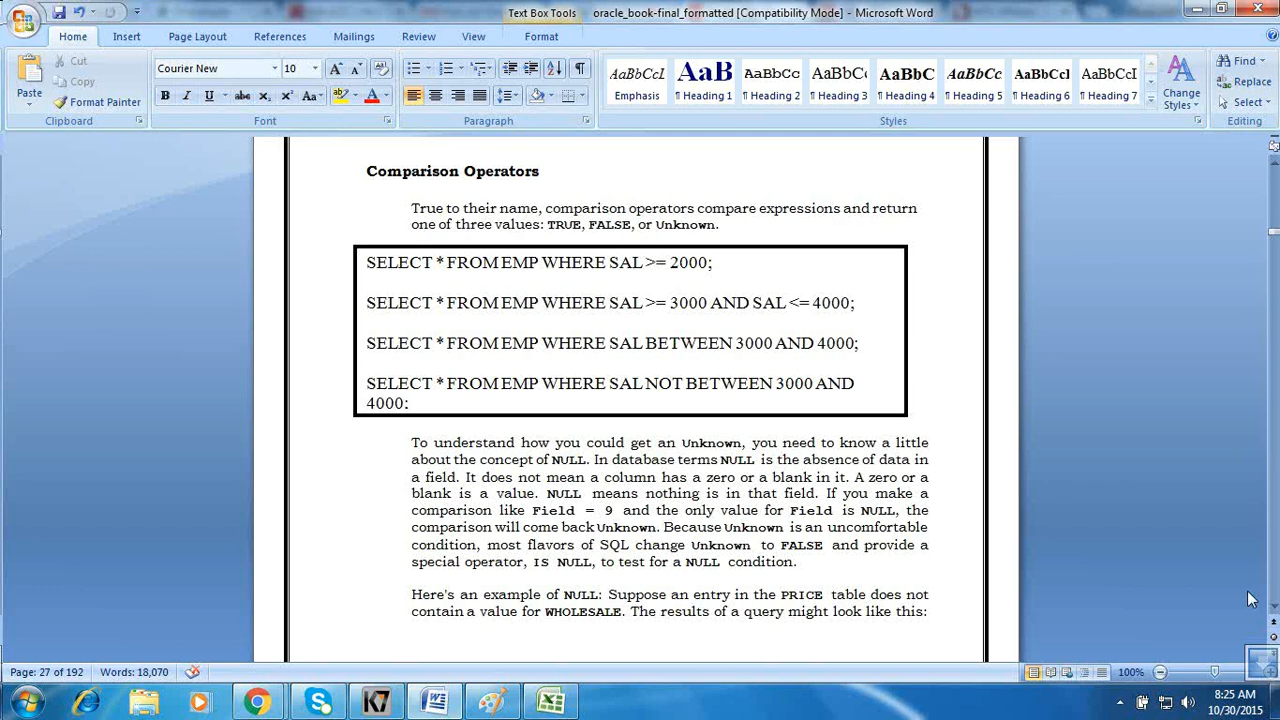 Text Box Tools
oracle_book-final_formatted [Compatibility Mode] - Microsoft Word
Home Insert Page Layout References Mailings Review View Format
Paste
Cut
Copy
Format Painter
Clipboard
Courier New 10
B I U abc x₂ x² Aa
Font
Paragraph
AaBbCcI AaB AaBbCc AaBbCcI AaBbC AaBbCc AaBbCc AaBbCcI
Emphasis ¶ Heading 1 ¶ Heading 2 ¶ Heading 3 ¶ Heading 4 ¶ Heading 5 ¶ Heading 6 ¶ Heading 7
Styles
Change Styles
Find
Replace
Select
Editing
Comparison Operators
True to their name, comparison operators compare expressions and return
one of three values: TRUE, FALSE, or Unknown.
SELECT * FROM EMP WHERE SAL >= 2000;
SELECT * FROM EMP WHERE SAL >= 3000 AND SAL <= 4000;
SELECT * FROM EMP WHERE SAL BETWEEN 3000 AND 4000;
SELECT * FROM EMP WHERE SAL NOT BETWEEN 3000 AND
4000;
To understand how you could get an Unknown, you need to know a little
about the concept of NULL. In database terms NULL is the absence of data in
a field. It does not mean a column has a zero or a blank in it. A zero or a
blank is a value. NULL means nothing is in that field. If you make a
comparison like Field = 9 and the only value for Field is NULL, the
comparison will come back Unknown. Because Unknown is an uncomfortable
condition, most flavors of SQL change Unknown to FALSE and provide a
special operator, IS NULL, to test for a NULL condition.
Here's an example of NULL: Suppose an entry in the PRICE table does not
contain a value for WHOLESALE. The results of a query might look like this:
Page: 27 of 192 Words: 18,070
100%
K7
8:25 AM
10/30/2015